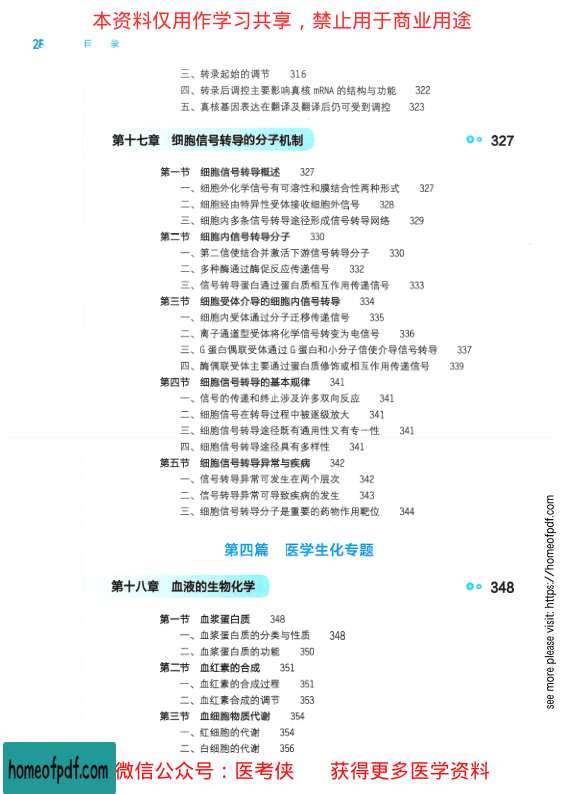 本资料仅用作学习共享，禁止用于商业用途
目 录
三、转录起始的调节 316
四、转录后调控主要影响真核 mRNA 的结构与功能 322
五、真核基因表达在翻译及翻译后仍可受到调控 323
第十七章 细胞信号转导的分子机制 327
第一节 细胞信号转导概述 327
一、细胞外化学信号有可溶性和膜结合性两种形式 327
二、细胞经由特异性受体接收细胞外信号 328
三、细胞内多条信号转导途径形成信号转导网络 329
第二节 细胞内信号转导分子 330
一、第二信使结合并激活下游信号转导分子 330
二、多种酶通过酶促反应传递信号 332
三、信号转导蛋白通过蛋白质相互作用传递信号 333
第三节 细胞受体介导的细胞内信号转导 334
一、细胞内受体通过分子迁移传递信号 335
二、离子通道型受体将化学信号转变为电信号 336
三、G 蛋白偶联受体通过 G 蛋白和小分子信使介导信号转导 337
四、酶偶联受体主要通过蛋白质修饰或相互作用传递信号 339
第四节 细胞信号转导的基本规律 341
一、信号的传递和终止涉及许多双向反应 341
二、细胞信号在转导过程中被逐级放大 341
三、细胞信号转导途径既有通用性又有专一性 341
四、细胞信号转导途径具有多样性 341
第五节 细胞信号转导异常与疾病 342
一、信号转导异常可发生在两个层次 342
二、信号转导异常可导致疾病的发生 343
三、细胞信号转导分子是重要的药物作用靶位 344
第四篇 医学生化专题
第十八章 血液的生物化学 348
第一节 血浆蛋白质 348
一、血浆蛋白质的分类与性质 348
二、血浆蛋白质的功能 350
第二节 血红素的合成 351
一、血红素的合成过程 351
二、血红素合成的调节 353
第三节 血细胞物质代谢 354
一、红细胞的代谢 354
二、白细胞的代谢 356
see more please visit: https://homeofpdf.com
homeofpdf.com
微信公众号：医考侠 获得更多医学资料